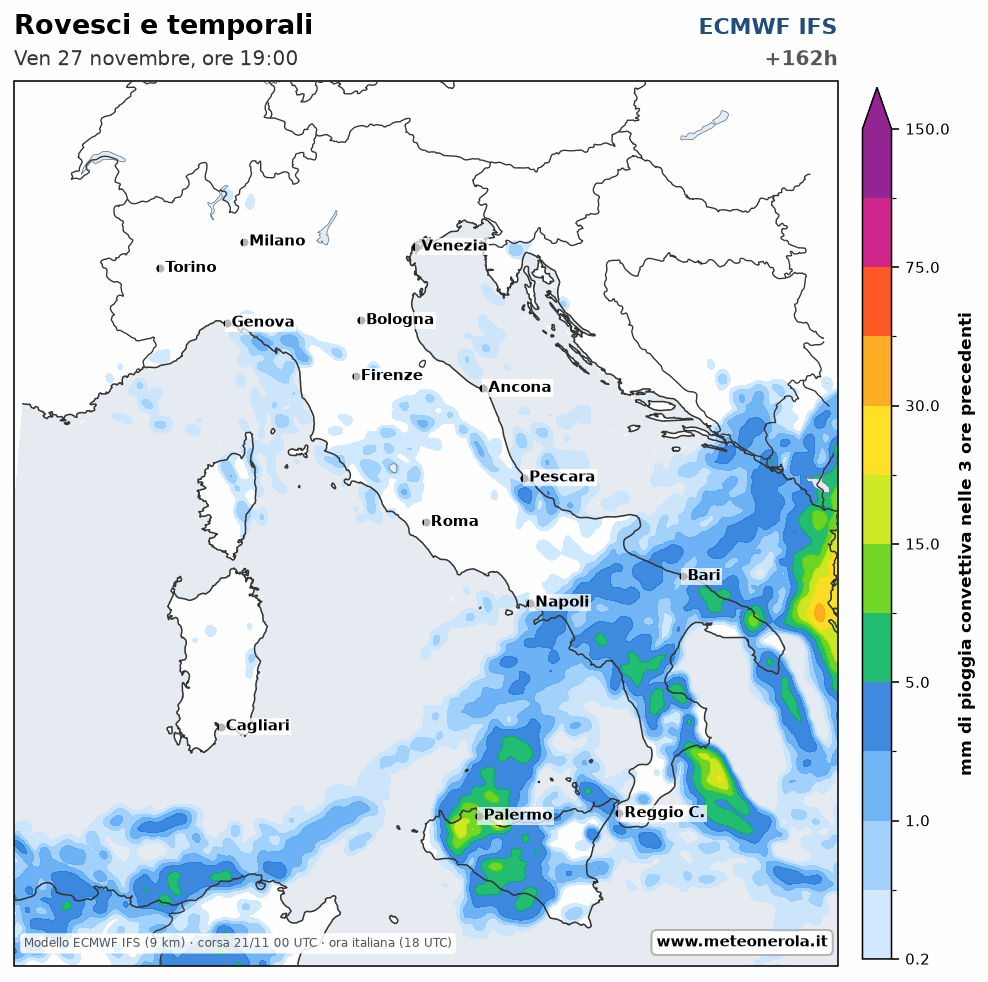 Rovesci e temporali
ECMWF IFS
Ven 27 novembre, ore 19:00
+162h
150.0
75.0
30.0
15.0
5.0
1.0
0.2
mm di pioggia convettiva nelle 3 ore precedenti
Milano
Venezia
Torino
Genova
Bologna
Firenze
Ancona
Pescara
Roma
Bari
Napoli
Cagliari
Palermo
Reggio C.
Modello ECMWF IFS (9 km) · corsa 21/11 00 UTC · ora italiana (18 UTC)
www.meteonerola.it